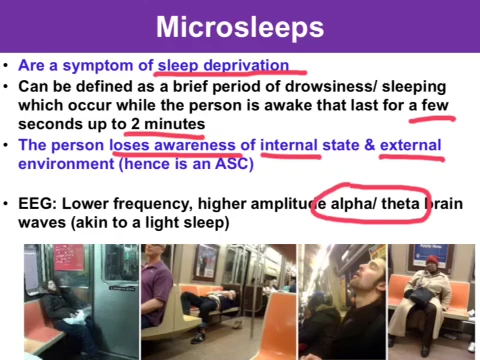 Microsleeps
• Are a symptom of sleep deprivation
• Can be defined as a brief period of drowsiness/ sleeping
which occur while the person is awake that last for a few
seconds up to 2 minutes
• The person loses awareness of internal state & external
environment (hence is an ASC)
• EEG: Lower frequency, higher amplitude alpha/ theta brain
waves (akin to a light sleep)